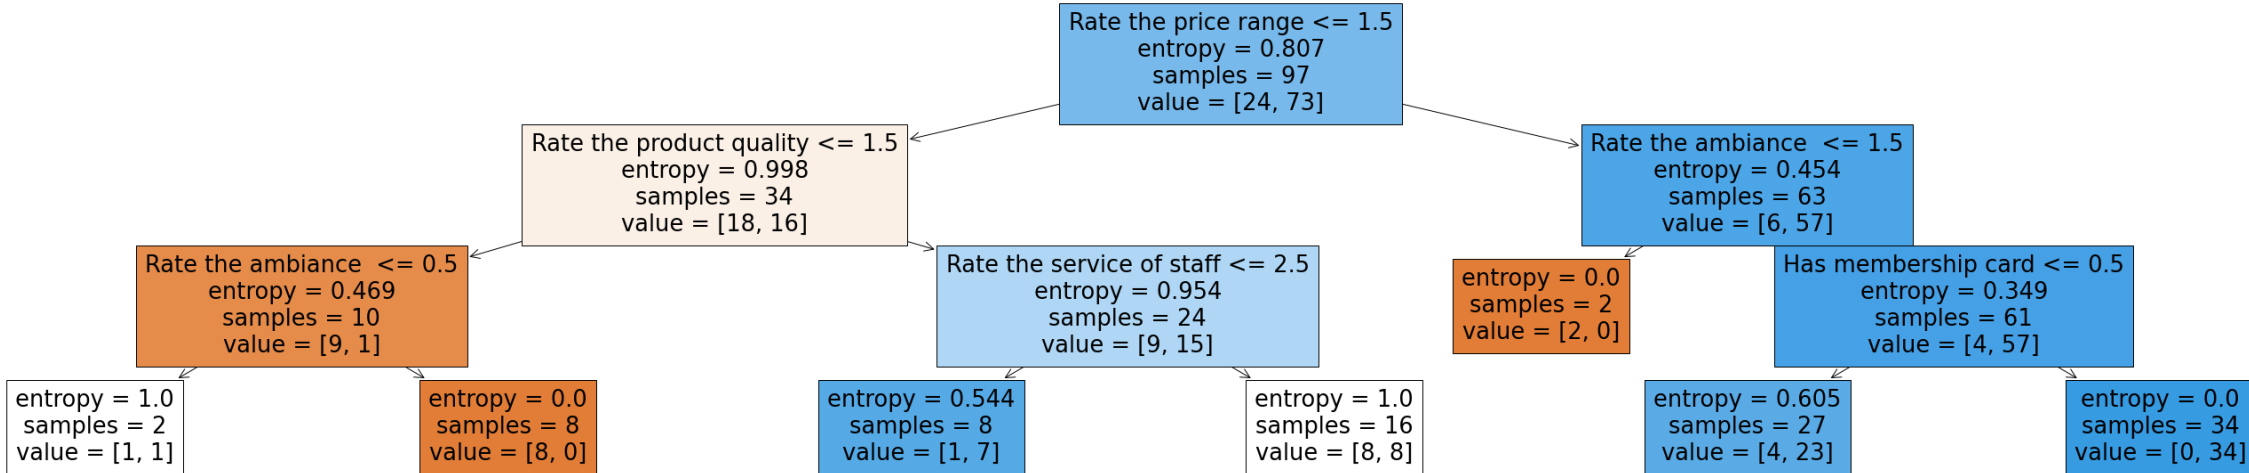 Rate the price range <= 1.5
entropy = 0.807
samples = 97
value = [24, 73]
Rate the product quality <= 1.5
entropy = 0.998
samples = 34
value = [18, 16]
Rate the ambiance  <= 1.5
entropy = 0.454
samples = 63
value = [6, 57]
Rate the ambiance  <= 0.5
entropy = 0.469
samples = 10
value = [9, 1]
Rate the service of staff <= 2.5
entropy = 0.954
samples = 24
value = [9, 15]
entropy = 0.0
samples = 2
value = [2, 0]
Has membership card <= 0.5
entropy = 0.349
samples = 61
value = [4, 57]
entropy = 1.0
samples = 2
value = [1, 1]
entropy = 0.0
samples = 8
value = [8, 0]
entropy = 0.544
samples = 8
value = [1, 7]
entropy = 1.0
samples = 16
value = [8, 8]
entropy = 0.605
samples = 27
value = [4, 23]
entropy = 0.0
samples = 34
value = [0, 34]